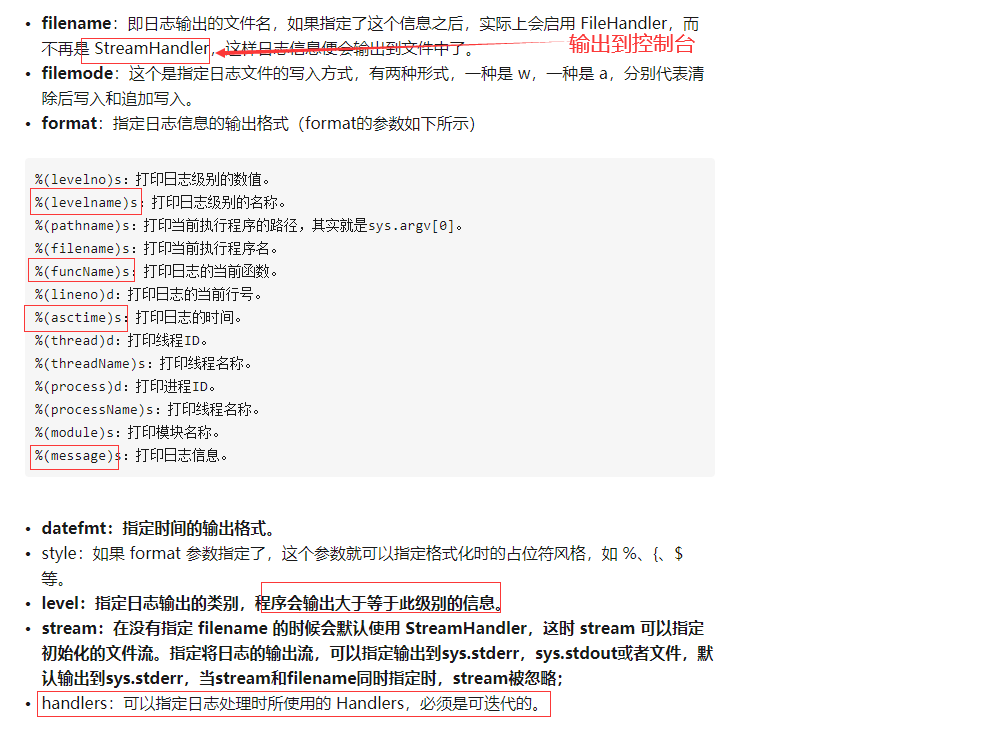 • filename：即日志输出的文件名，如果指定了这个信息之后，实际上会启用 FileHandler，而
不再是 StreamHandler，这样日志信息便会输出到文件中了。
输出到控制台
• filemode：这个是指定日志文件的写入方式，有两种形式，一种是 w，一种是 a，分别代表清
除后写入和追加写入。
• format：指定日志信息的输出格式（format的参数如下所示）
%(levelno)s：打印日志级别的数值。
%(levelname)s：打印日志级别的名称。
%(pathname)s：打印当前执行程序的路径，其实就是sys.argv[0]。
%(filename)s：打印当前执行程序名。
%(funcName)s：打印日志的当前函数。
%(lineno)d：打印日志的当前行号。
%(asctime)s：打印日志的时间。
%(thread)d：打印线程ID。
%(threadName)s：打印线程名称。
%(process)d：打印进程ID。
%(processName)s：打印线程名称。
%(module)s：打印模块名称。
%(message)s：打印日志信息。
• datefmt：指定时间的输出格式。
• style：如果 format 参数指定了，这个参数就可以指定格式化时的占位符风格，如 %、{、$
等。
• level：指定日志输出的类别，程序会输出大于等于此级别的信息。
• stream：在没有指定 filename 的时候会默认使用 StreamHandler，这时 stream 可以指定
初始化的文件流。指定将日志的输出流，可以指定输出到sys.stderr，sys.stdout或者文件，默
认输出到sys.stderr，当stream和filename同时指定时，stream被忽略；
• handlers：可以指定日志处理时所使用的 Handlers，必须是可迭代的。